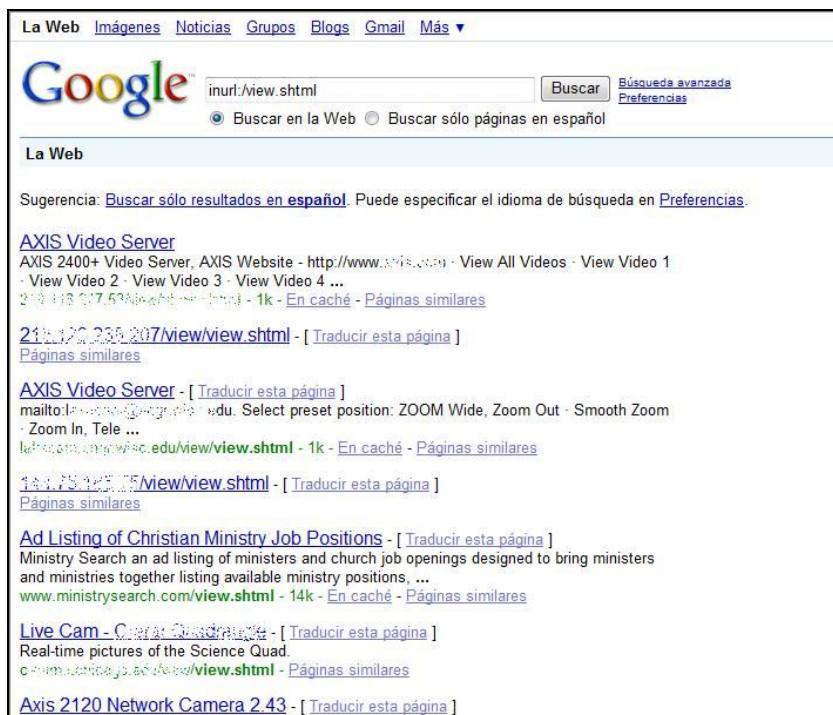 La Web Imágenes Noticias Grupos Blogs Gmail Más ▼
Google™ inurl:/view.shtml Buscar Búsqueda avanzada
Preferencias
Buscar en la Web Buscar sólo páginas en español
La Web
Sugerencia: Buscar sólo resultados en español. Puede especificar el idioma de búsqueda en Preferencias.
AXIS Video Server
AXIS 2400+ Video Server, AXIS Website - http://www. · View All Videos · View Video 1
· View Video 2 · View Video 3 · View Video 4 ...
- 1k - En caché - Páginas similares
/view/view.shtml - [ Traducir esta página ]
Páginas similares
AXIS Video Server - [ Traducir esta página ]
mailto: edu. Select preset position: ZOOM Wide, Zoom Out · Smooth Zoom
· Zoom In, Tele ...
.edu/view/view.shtml - 1k - En caché - Páginas similares
/view/view.shtml - [ Traducir esta página ]
Páginas similares
Ad Listing of Christian Ministry Job Positions - [ Traducir esta página ]
Ministry Search an ad listing of ministers and church job openings designed to bring ministers
and ministries together listing available ministry positions, ...
www.ministrysearch.com/view.shtml - 14k - En caché - Páginas similares
Live Cam - [ Traducir esta página ]
Real-time pictures of the Science Quad.
/view.shtml - Páginas similares
Axis 2120 Network Camera 2.43 - [ Traducir esta página ]